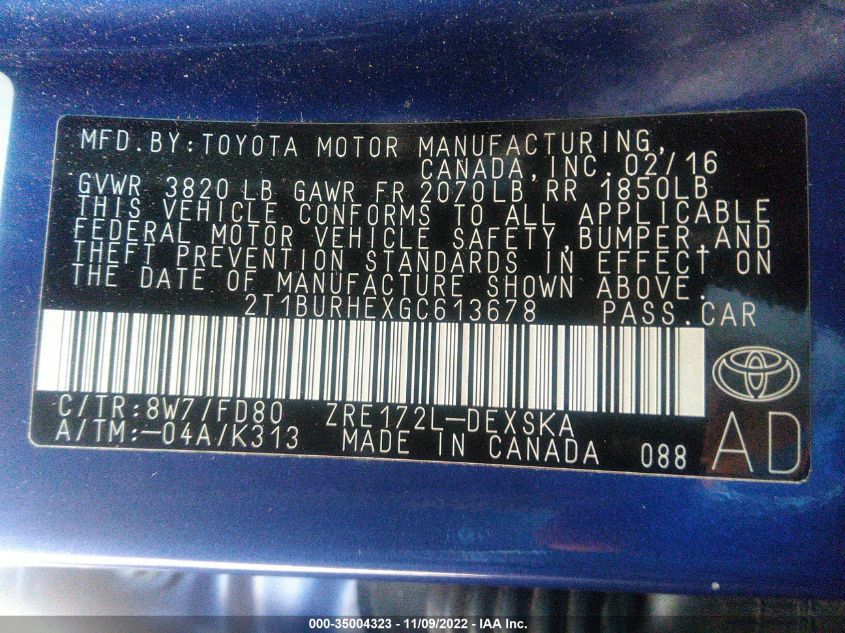 MFD.BY:TOYOTA MOTOR MANUFACTURING,
CANADA,INC.02/16
GVWR 3820 LB GAWR FR 2070LB RR 1850LB
THIS VEHICLE CONFORMS TO ALL APPLICABLE
FEDERAL MOTOR VEHICLE SAFETY,BUMPER,AND
THEFT PREVENTION STANDARDS IN EFFECT ON
THE DATE OF MANUFACTURE SHOWN ABOVE.
2T1BURHEXGC613678 PASS.CAR
C/TR:8W7/FD80 ZRE172L-DEXSKA
A/TM:-04A/K313 MADE IN CANADA 088 AD
000-35004323 - 11/09/2022 - IAA Inc.